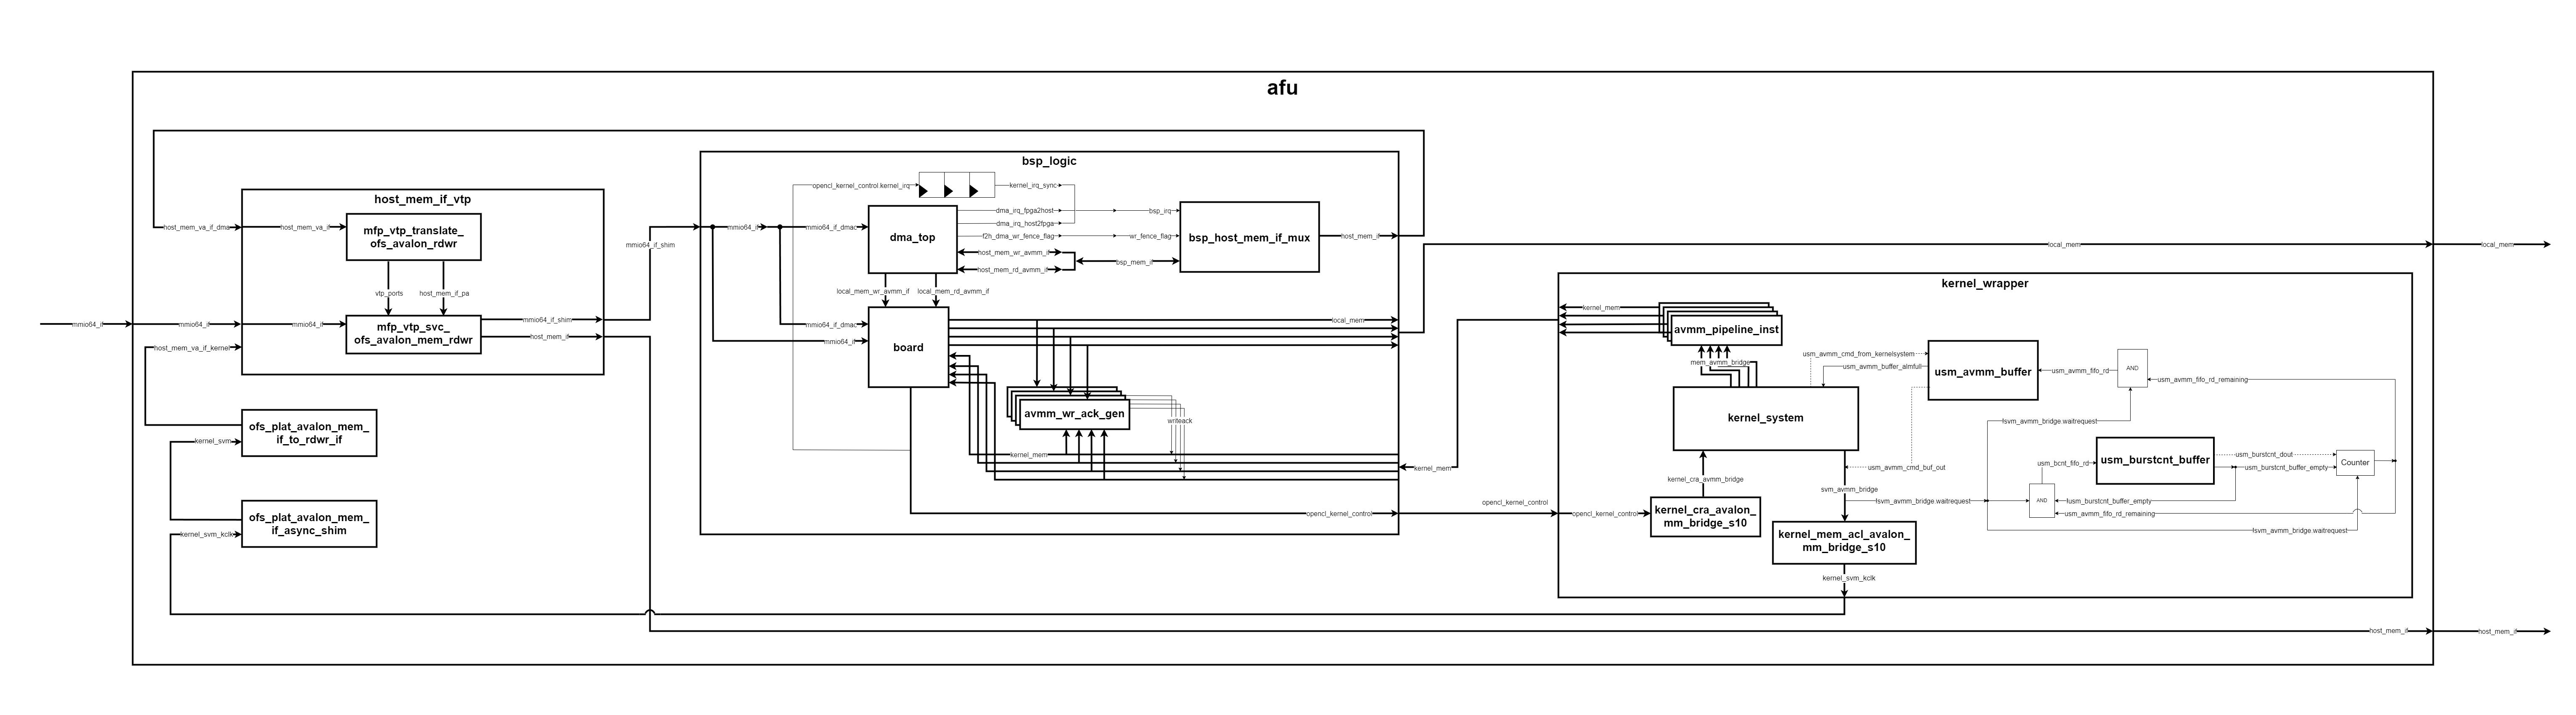 afu
bsp_logic
host_mem_if_vtp
kernel_wrapper
opencl_kernel_control.kernel_irq
kernel_irq_sync
dma_irq_fpga2host
bsp_irq
dma_irq_host2fpga
f2h_dma_wr_fence_flag
wr_fence_flag
host_mem_va_if_dma
host_mem_va_if
mfp_vtp_translate_
ofs_avalon_rdwr
mmio64_if_shim
mmio64_if
mmio64_if_dmac
dma_top
bsp_host_mem_if_mux
host_mem_if
local_mem
local_mem
host_mem_wr_avmm_if
bsp_mem_if
host_mem_rd_avmm_if
vtp_ports
host_mem_if_pa
local_mem_wr_avmm_if
local_mem_rd_avmm_if
mmio64_if
mmio64_if
mmio64_if
mfp_vtp_svc_
ofs_avalon_mem_rdwr
mmio64_if_shim
host_mem_if
mmio64_if_dmac
mmio64_if
board
local_mem
kernel_mem
avmm_pipeline_inst
mem_avmm_bridge
host_mem_va_if_kernel
usm_avmm_cmd_from_kernelsystem
usm_avmm_buffer_almfull
usm_avmm_buffer
usm_avmm_fifo_rd
AND
usm_avmm_fifo_rd_remaining
avmm_wr_ack_gen
writeack
kernel_system
!svm_avmm_bridge.waitrequest
ofs_plat_avalon_mem_
if_to_rdwr_if
kernel_svm
kernel_mem
kernel_mem
usm_avmm_cmd_buf_out
usm_bcnt_fifo_rd
usm_burstcnt_buffer
usm_burstcnt_dout
usm_burstcnt_buffer_empty
Counter
kernel_cra_avmm_bridge
svm_avmm_bridge
!svm_avmm_bridge.waitrequest
AND
!usm_burstcnt_buffer_empty
usm_avmm_fifo_rd_remaining
!svm_avmm_bridge.waitrequest
opencl_kernel_control
opencl_kernel_control
opencl_kernel_control
kernel_cra_avalon_
mm_bridge_s10
kernel_mem_acl_avalon_
mm_bridge_s10
ofs_plat_avalon_mem_
if_async_shim
kernel_svm_kclk
kernel_svm_kclk
host_mem_if
host_mem_if